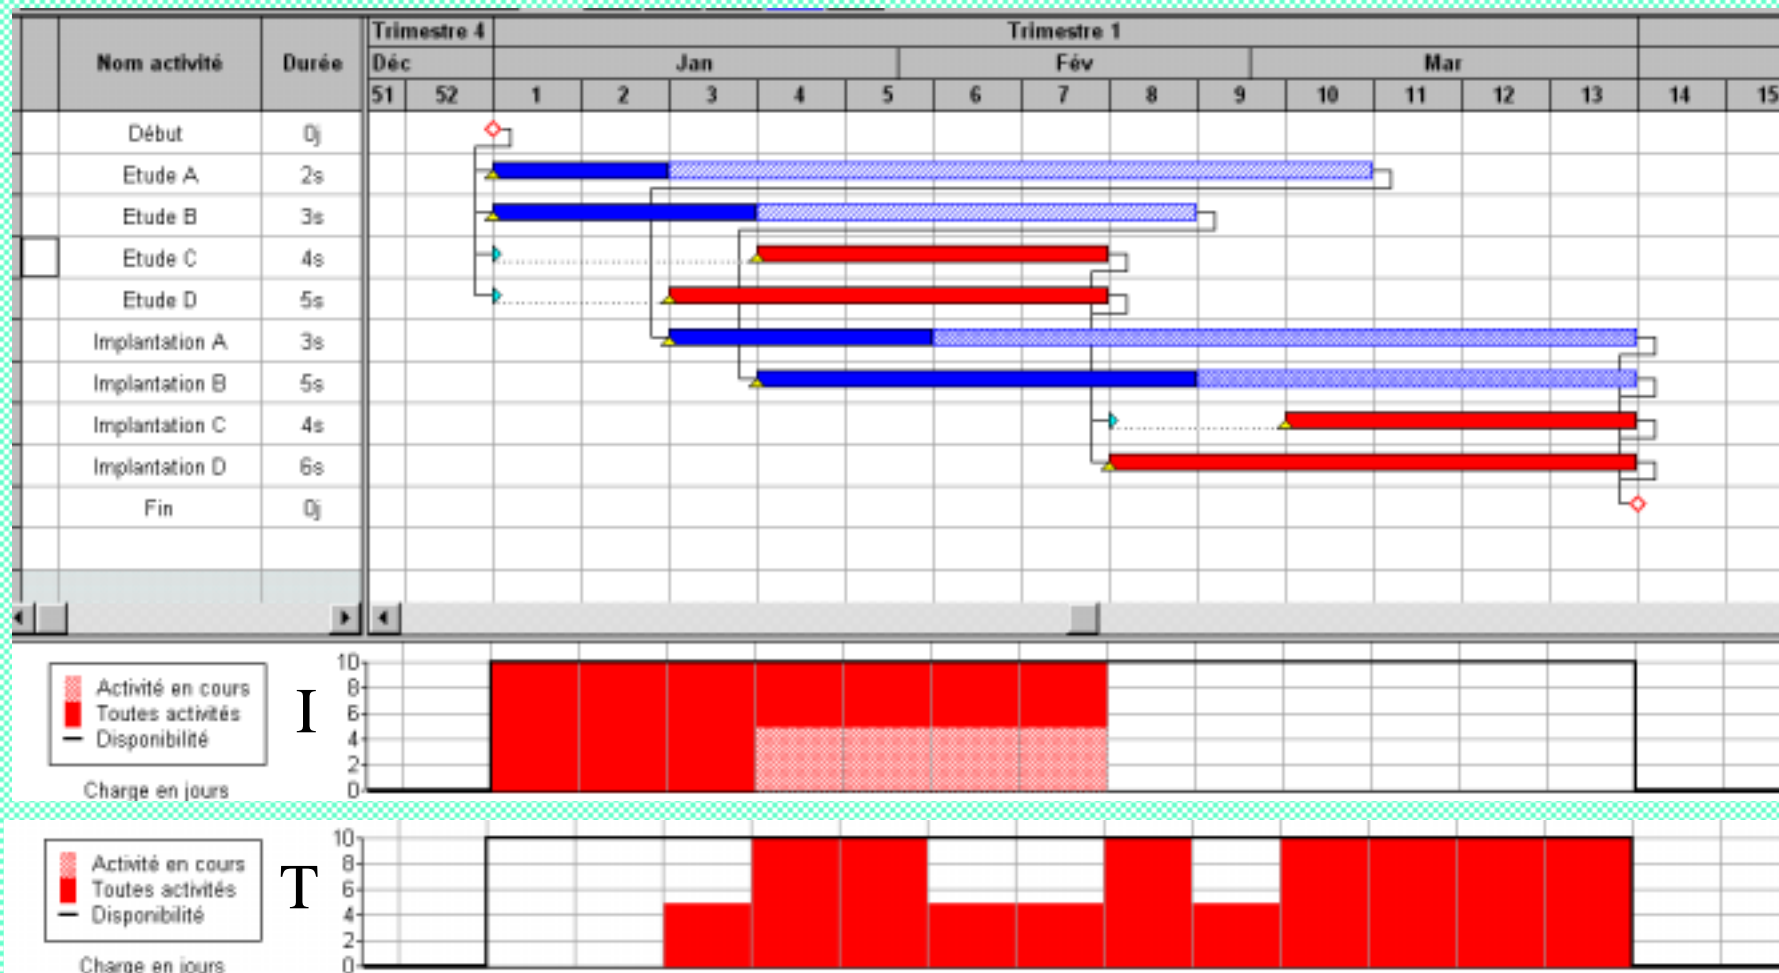 Trimestre 4 Trimestre 1
Nom activité Durée Déc Jan Fév Mar
51 52 1 2 3 4 5 6 7 8 9 10 11 12 13 14 15
Début 0j
Etude A 2s
Etude B 3s
Etude C 4s
Etude D 5s
Implantation A 3s
Implantation B 5s
Implantation C 4s
Implantation D 6s
Fin 0j
Activité en cours
Toutes activités
Disponibilité
Charge en jours
I
10
8
6
4
2
0
Activité en cours
Toutes activités
Disponibilité
Charge en jours
T
10
8
6
4
2
0